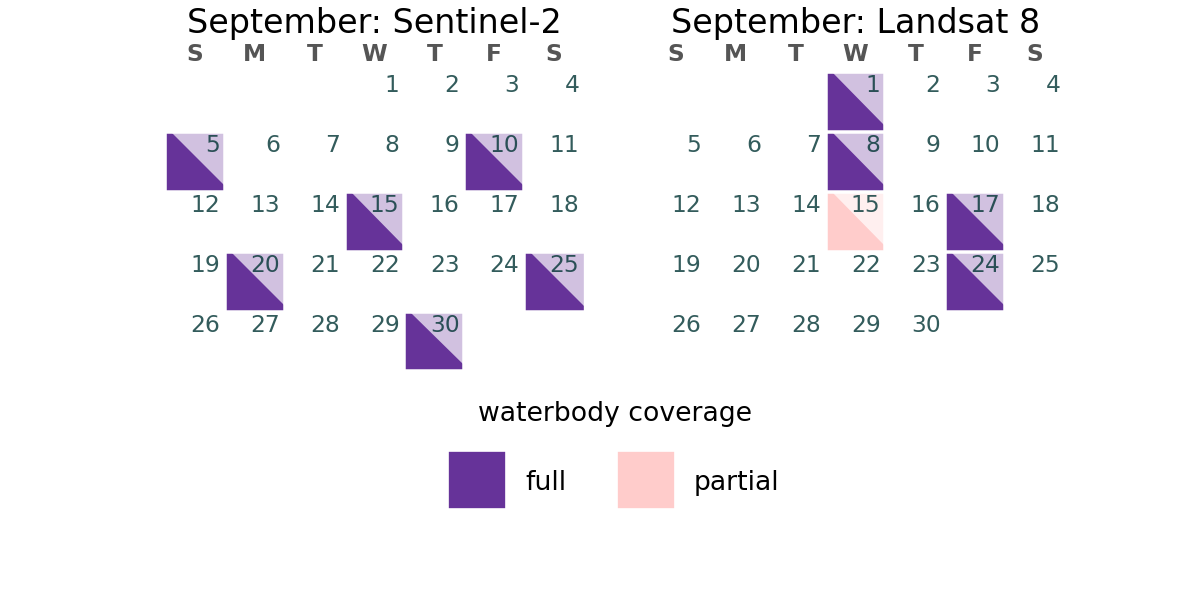 September: Sentinel-2
S M T W T F S
1 2 3 4
5 6 7 8 9 10 11
12 13 14 15 16 17 18
19 20 21 22 23 24 25
26 27 28 29 30
September: Landsat 8
S M T W T F S
1 2 3 4
5 6 7 8 9 10 11
12 13 14 15 16 17 18
19 20 21 22 23 24 25
26 27 28 29 30
waterbody coverage
full partial